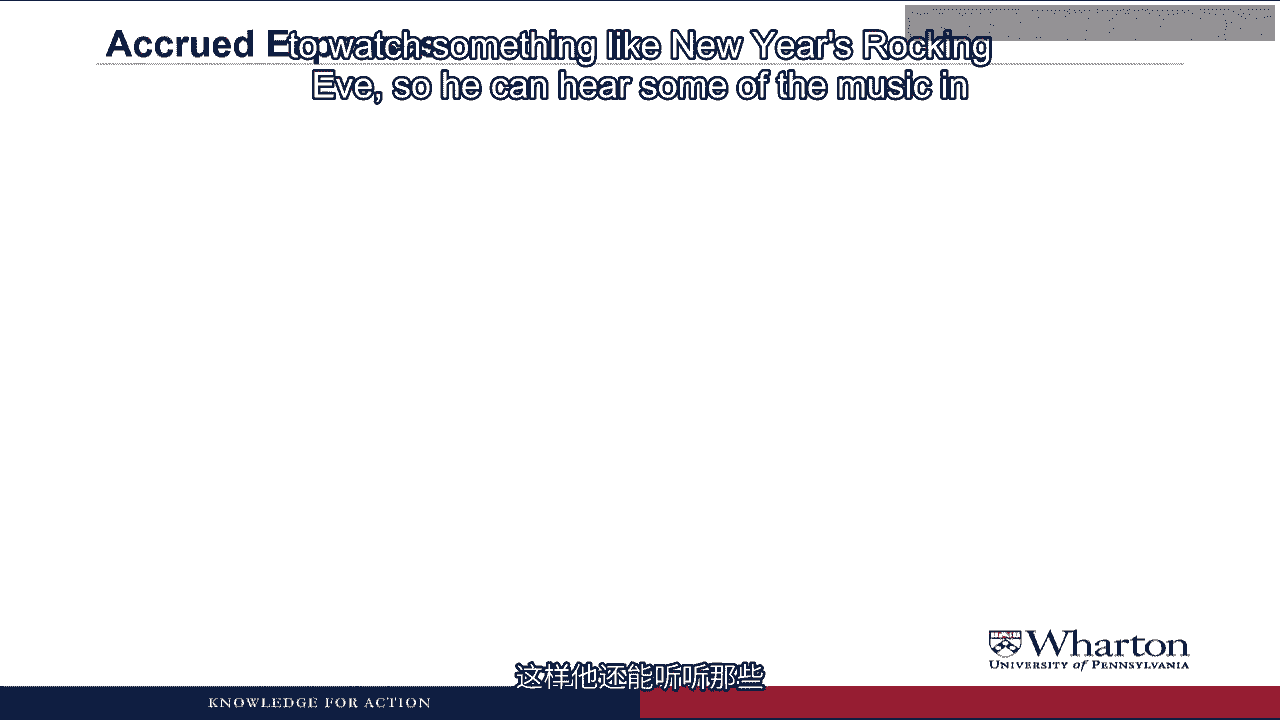 Accrued
to watch something like New Year's Rocking
Eve, so he can hear some of the music in
Wharton
UNIVERSITY of PENNSYLVANIA
这样他还能听听那些
KNOWLEDGE FOR ACTION